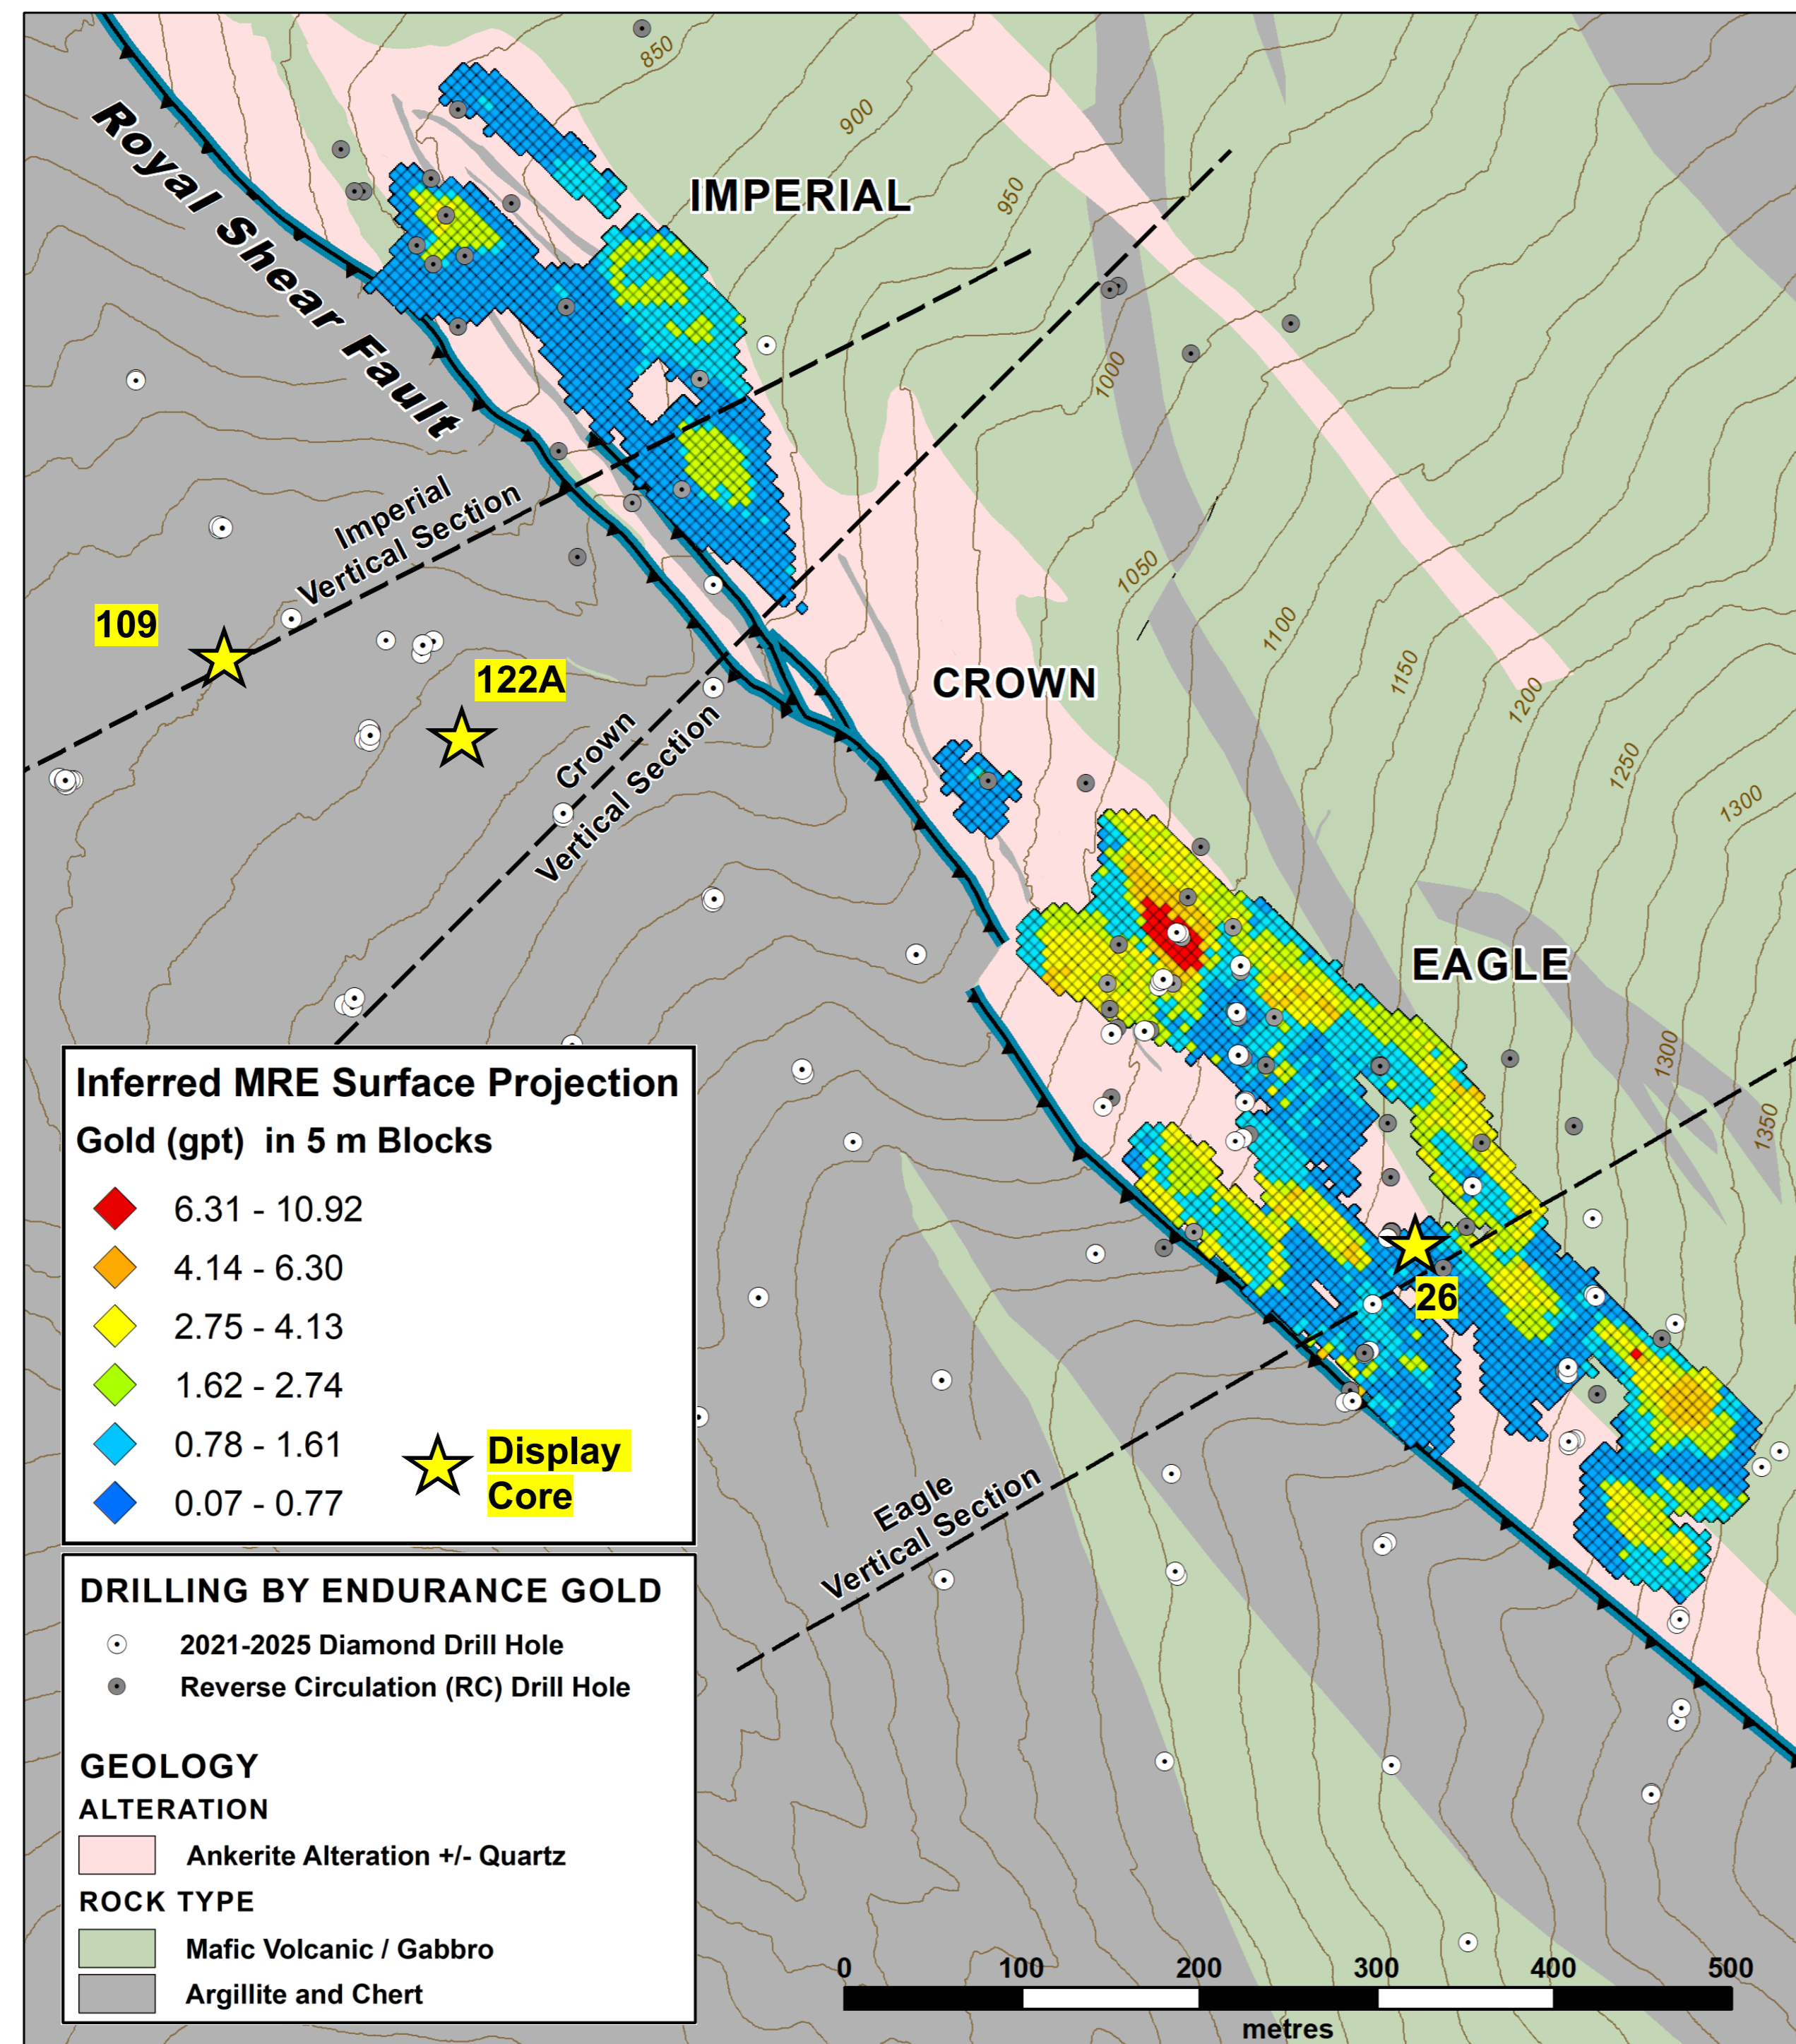 850
900
950
IMPERIAL
Royal Shear Fault
1000
Imperial
Vertical Section
1050
109
1100
122A
1150
CROWN
1200
Crown
Vertical Section
1250
1300
EAGLE
1300
1350
26
Eagle
Vertical Section
Inferred MRE Surface Projection
Gold (gpt) in 5 m Blocks
6.31 - 10.92
4.14 - 6.30
2.75 - 4.13
1.62 - 2.74
0.78 - 1.61
0.07 - 0.77
Display
Core
DRILLING BY ENDURANCE GOLD
2021-2025 Diamond Drill Hole
Reverse Circulation (RC) Drill Hole
GEOLOGY
ALTERATION
Ankerite Alteration +/- Quartz
ROCK TYPE
Mafic Volcanic / Gabbro
Argillite and Chert
0 100 200 300 400 500
metres